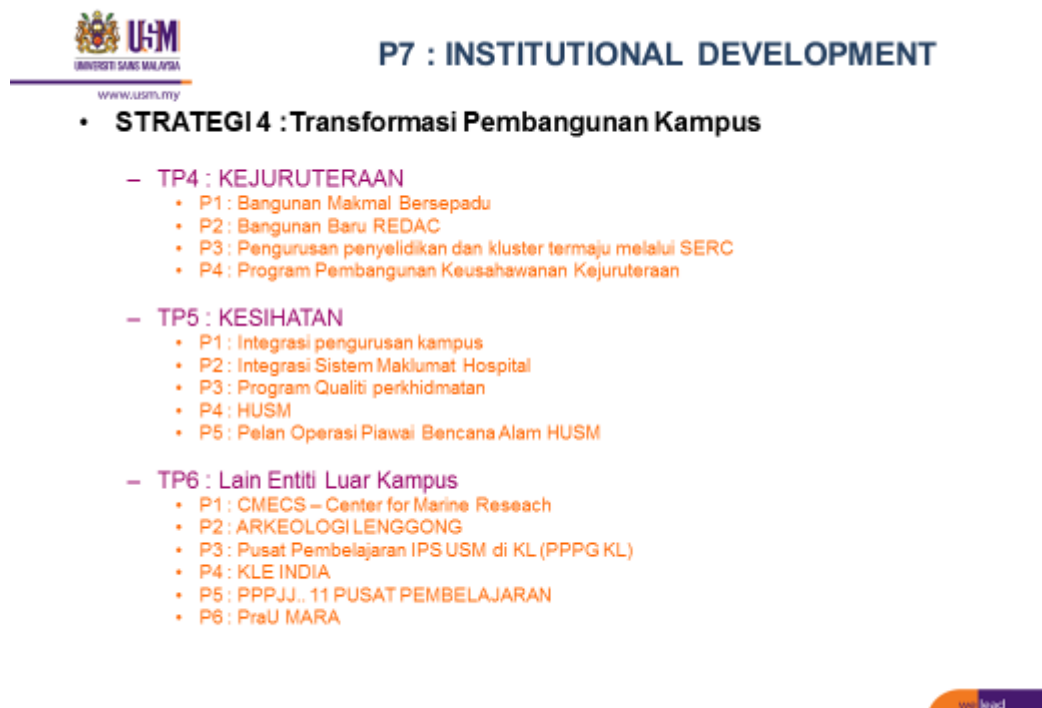 USM
UNIVERSITI SAINS MALAYSIA
www.usm.my
P7 : INSTITUTIONAL DEVELOPMENT
• STRATEGI 4 : Transformasi Pembangunan Kampus
– TP4 : KEJURUTERAAN
• P1 : Bangunan Makmal Bersepadu
• P2 : Bangunan Baru REDAC
• P3 : Pengurusan penyelidikan dan kluster termaju melalui SERC
• P4 : Program Pembangunan Keusahawanan Kejuruteraan
– TP5 : KESIHATAN
• P1 : Integrasi pengurusan kampus
• P2 : Integrasi Sistem Maklumat Hospital
• P3 : Program Qualiti perkhidmatan
• P4 : HUSM
• P5 : Pelan Operasi Piawai Bencana Alam HUSM
– TP6 : Lain Entiti Luar Kampus
• P1 : CMECS – Center for Marine Reseach
• P2 : ARKEOLOGI LENGGONG
• P3 : Pusat Pembelajaran IPS USM di KL (PPPG KL)
• P4 : KLE INDIA
• P5 : PPPJJ.. 11 PUSAT PEMBELAJARAN
• P6 : PraU MARA
we lead